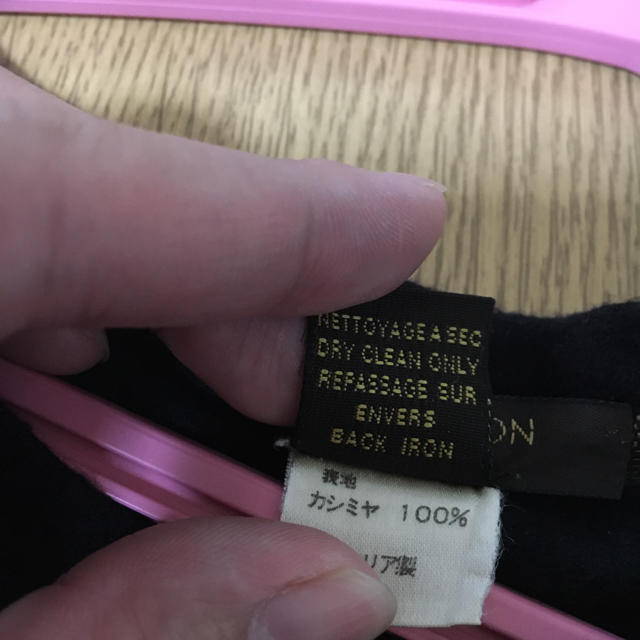 NETTOYAGE A SEC
DRY CLEAN ONLY
REPASSAGE SUR
ENVERS
BACK IRON
ON
表地
カシミヤ 100%
リア製